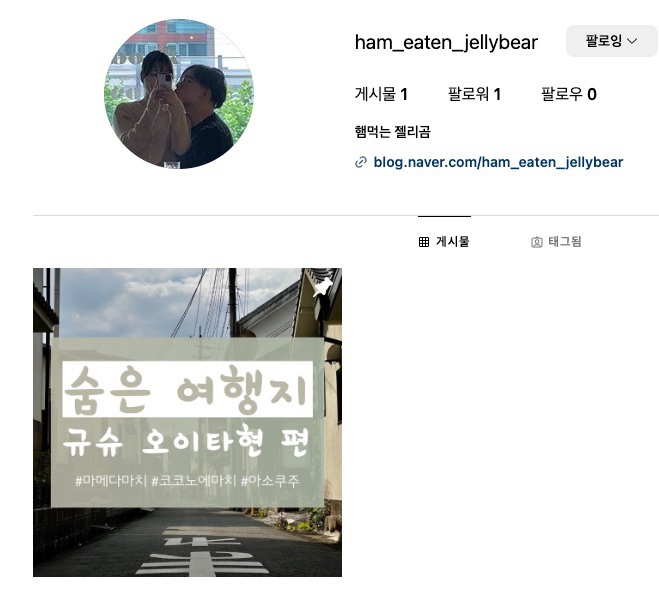 ham_eaten_jellybear
팔로잉
게시물 1 팔로워 1 팔로우 0
햄먹는 젤리곰
blog.naver.com/ham_eaten_jellybear
게시물 태그됨
숨은 여행지
규슈 오이타현 편
#마메다마치 #코코노에마치 #아소쿠주